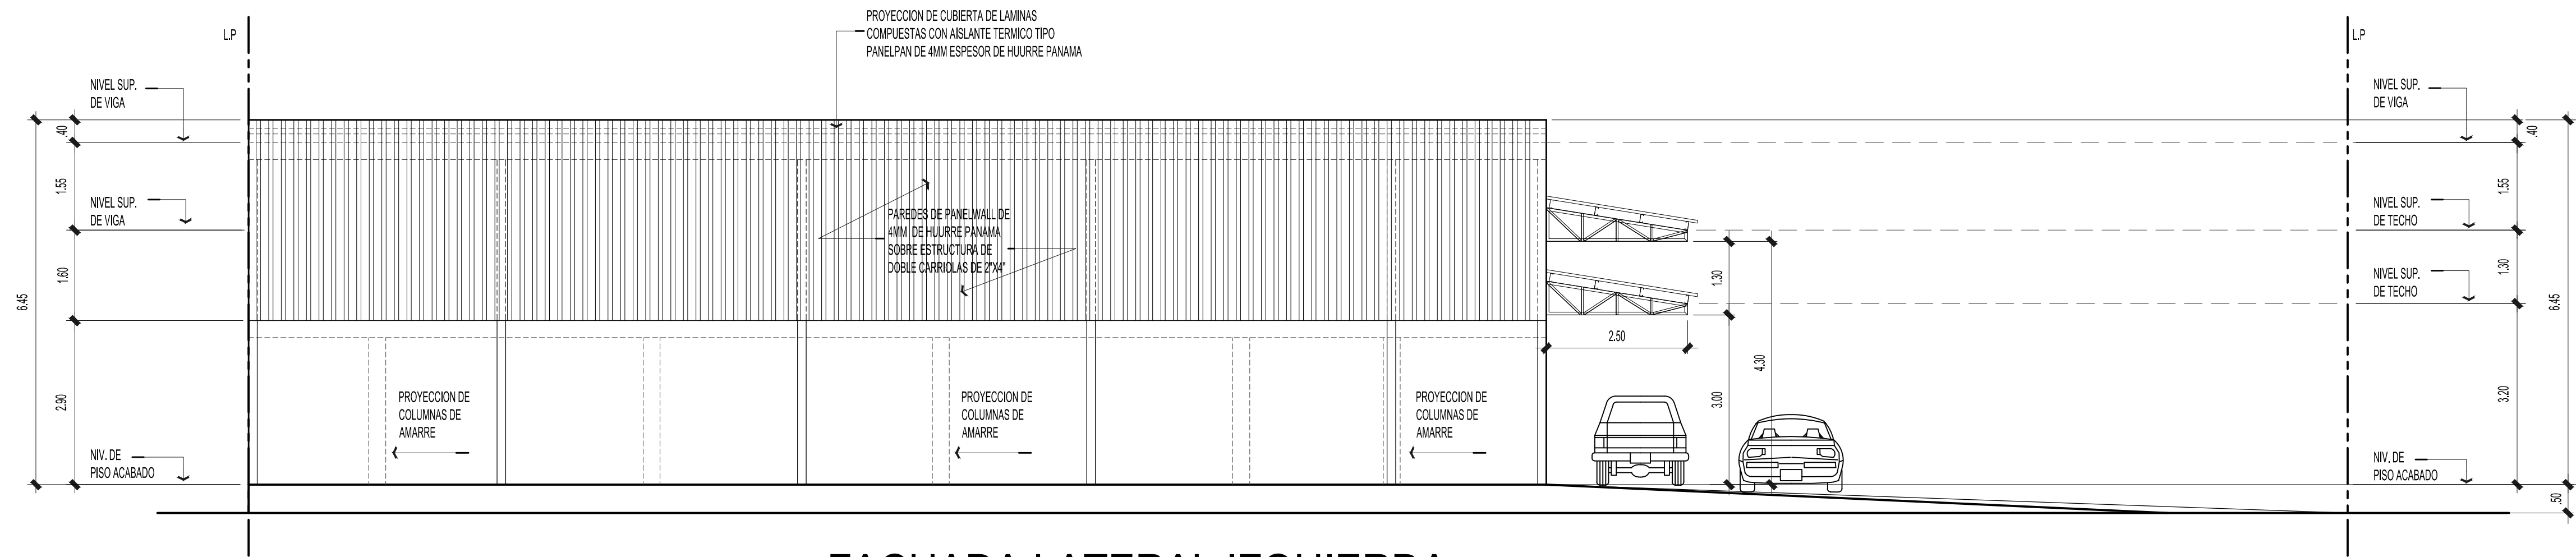 PROYECCION DE CUBIERTA DE LAMINAS
COMPUESTAS CON AISLANTE TERMICO TIPO
PANELPAN DE 4MM ESPESOR DE HUURRE PANAMA
L.P
L.P
NIVEL SUP.
DE VIGA
NIVEL SUP.
DE VIGA
NIV. DE
PISO ACABADO
.40
1.55
1.60
2.90
6.45
PAREDES DE PANELWALL DE
4MM DE HUURRE PANAMA
SOBRE ESTRUCTURA DE
DOBLE CARRIOLAS DE 2"X4"
PROYECCION DE
COLUMNAS DE
AMARRE
PROYECCION DE
COLUMNAS DE
AMARRE
PROYECCION DE
COLUMNAS DE
AMARRE
2.50
1.30
3.00
4.30
NIVEL SUP.
DE VIGA
NIVEL SUP.
DE TECHO
NIVEL SUP.
DE TECHO
NIV. DE
PISO ACABADO
.40
1.55
1.30
3.20
6.45
.50
FACHADA LATERAL IZQUIERDA